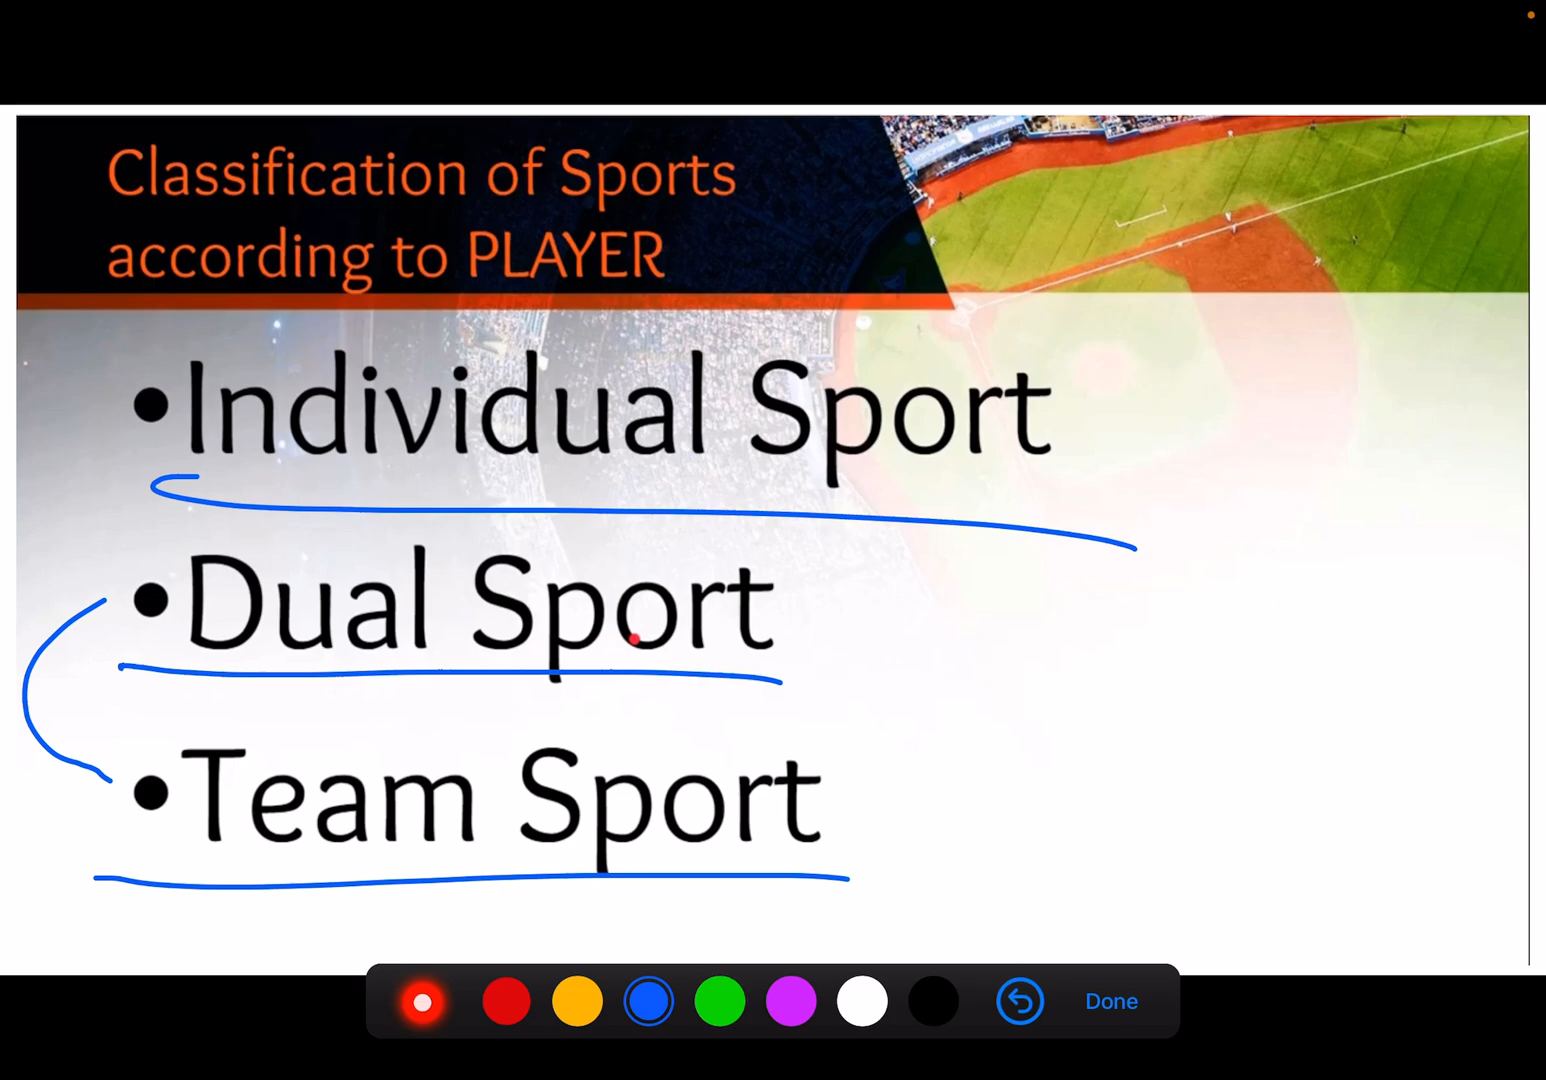 Classification of Sports
according to PLAYER
•Individual Sport
•Dual Sport
•Team Sport
Done